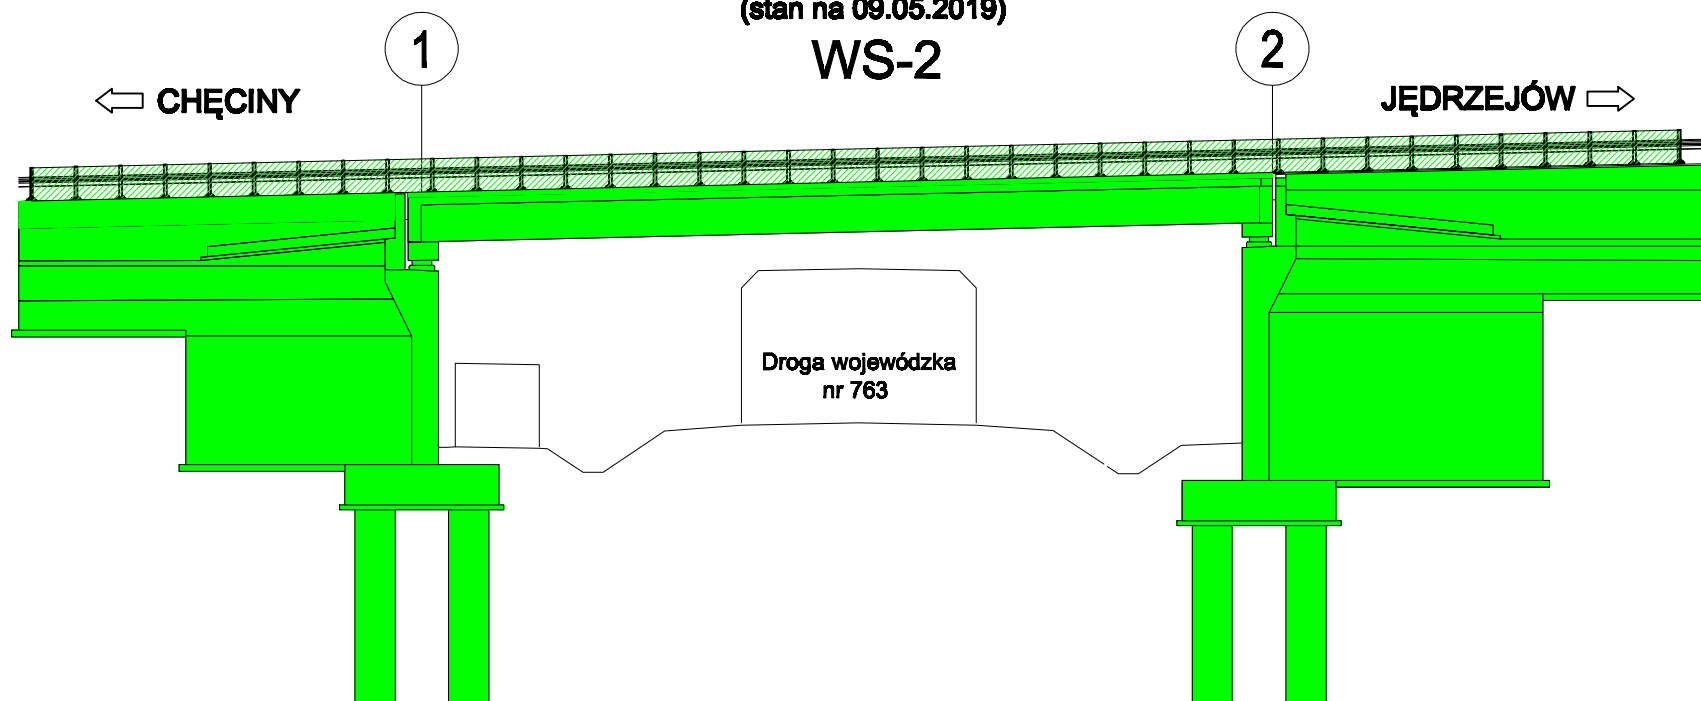 (stan na 09.05.2019)
WS-2
1
2
CHĘCINY
JĘDRZEJÓW
Droga wojewódzka
nr 763